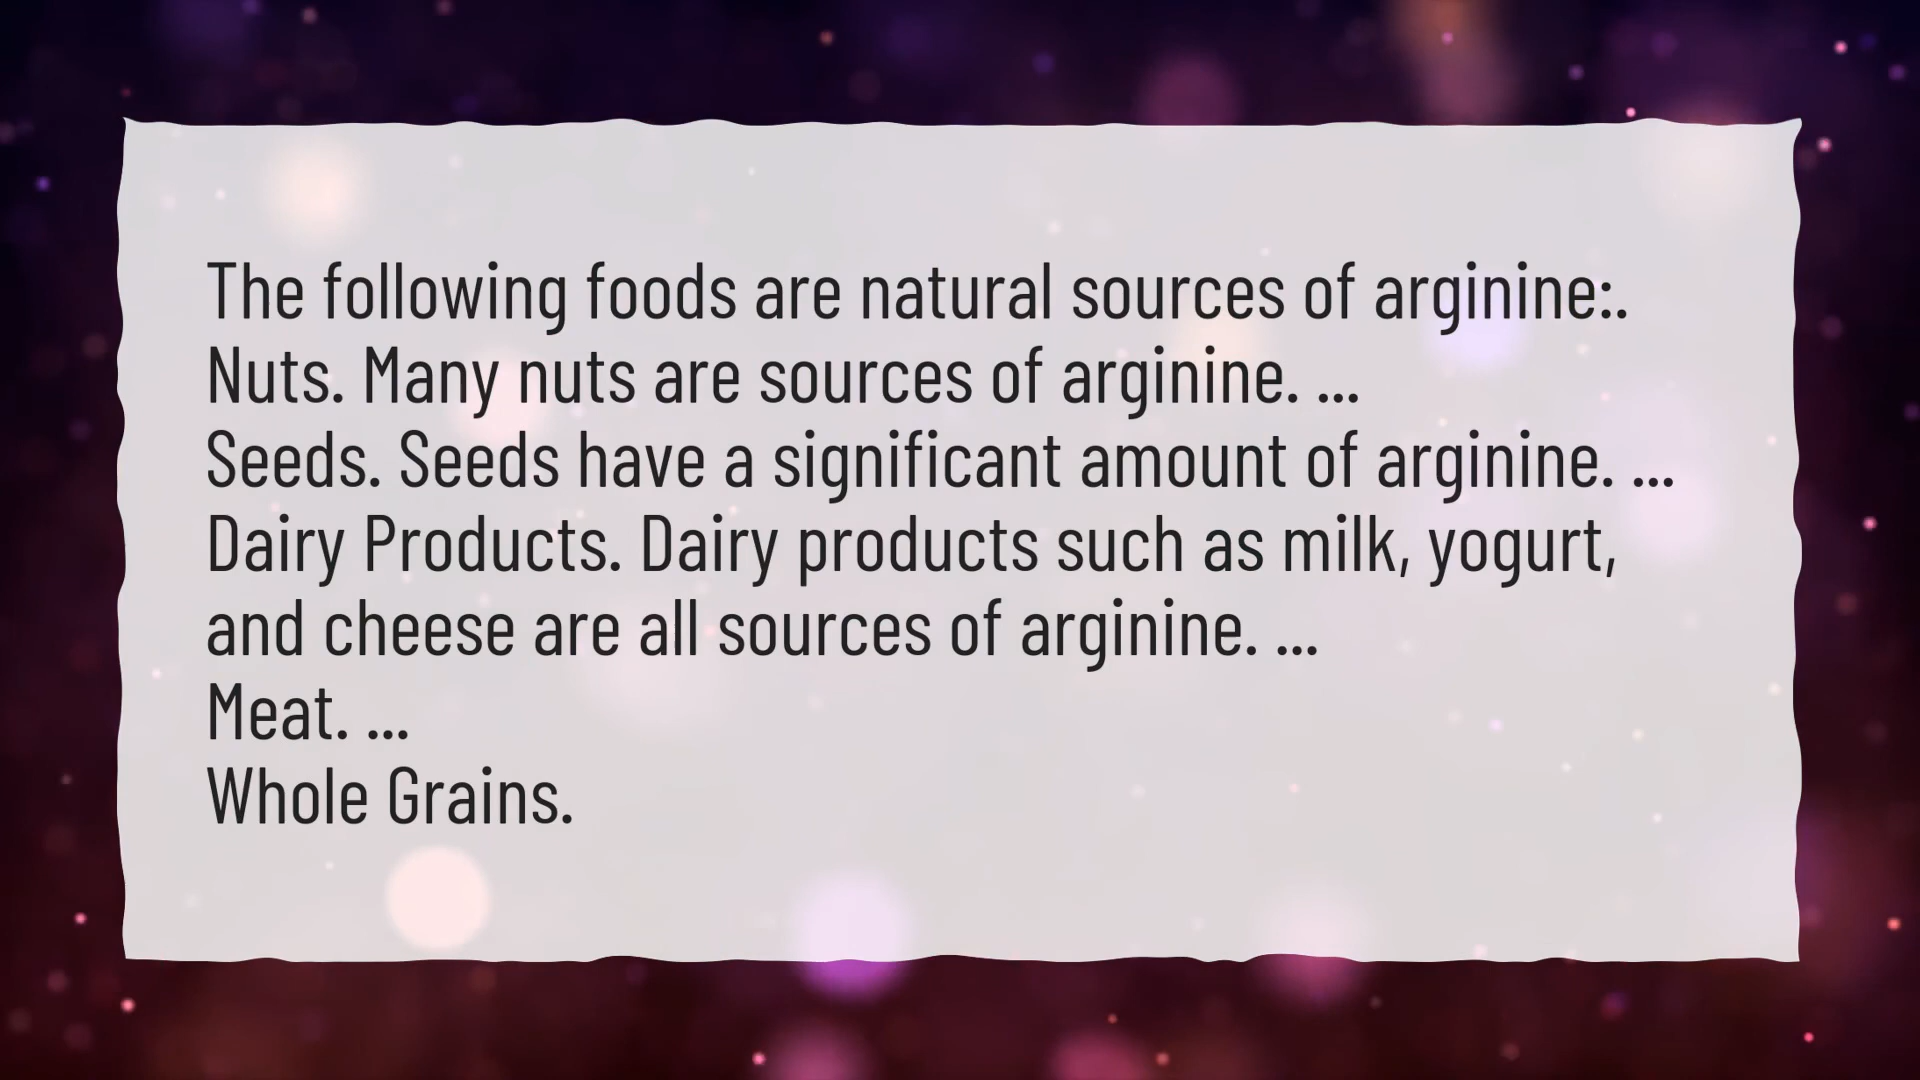 The following foods are natural sources of arginine:.
Nuts. Many nuts are sources of arginine. ...
Seeds. Seeds have a significant amount of arginine. ...
Dairy Products. Dairy products such as milk, yogurt,
and cheese are all sources of arginine. ...
Meat. ...
Whole Grains.